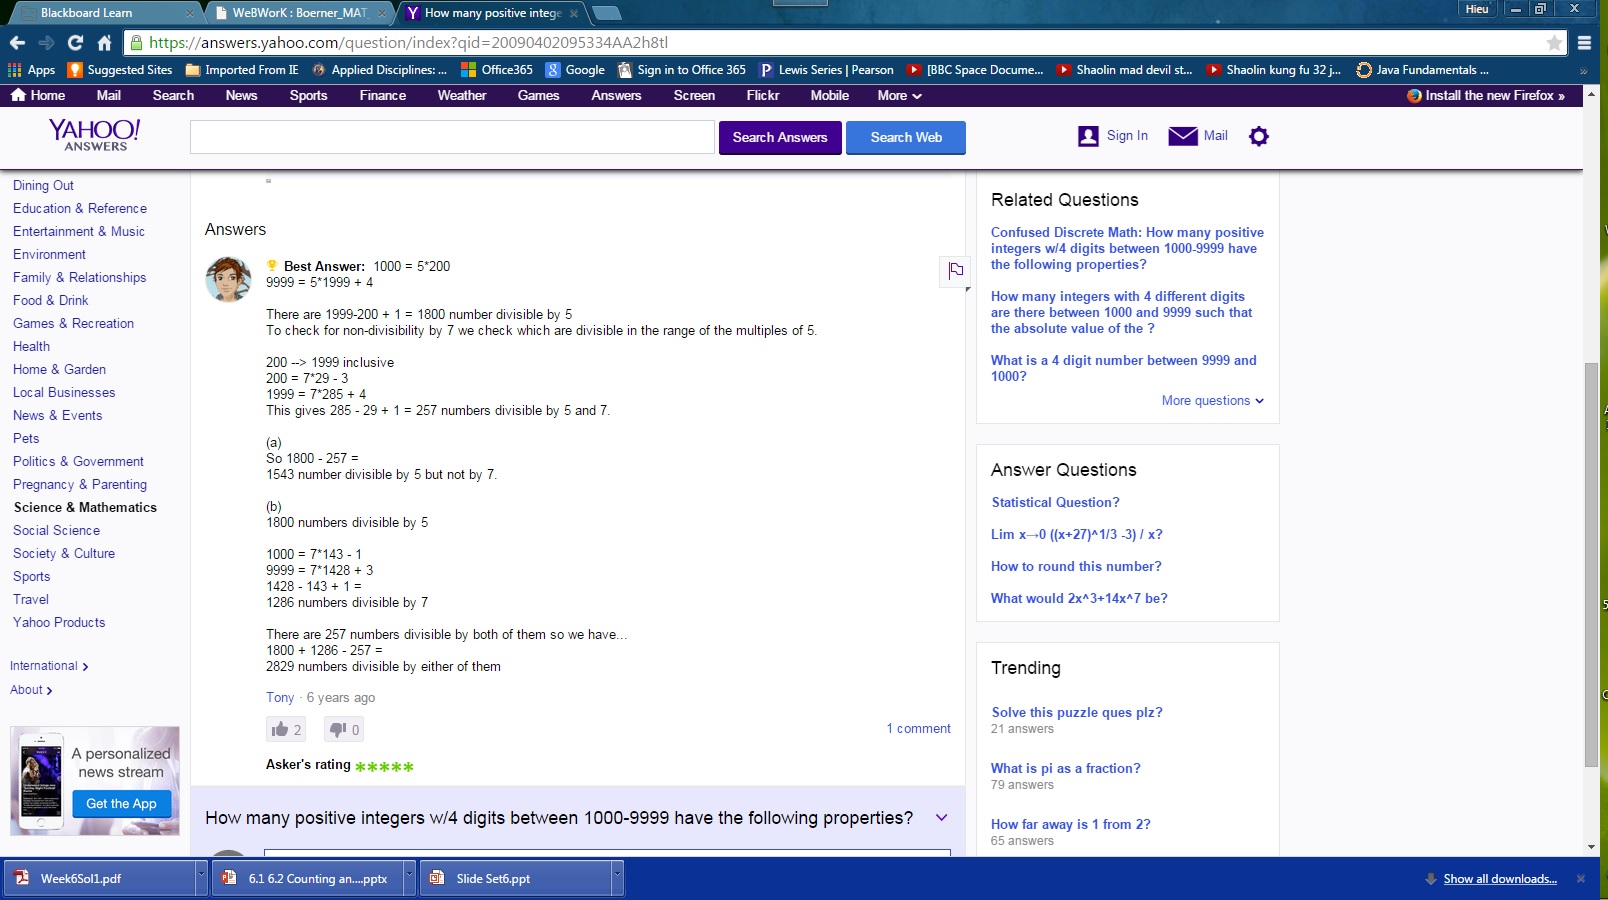 Blackboard Learn
WeBWorK : Boerner_MAT_
How many positive intege
Hieu
https://answers.yahoo.com/question/index?qid=20090402095334AA2h8tl
Apps
Suggested Sites
Imported From IE
Applied Disciplines: ...
Office365
Google
Sign in to Office 365
Lewis Series | Pearson
[BBC Space Docume...
Shaolin mad devil st...
Shaolin kung fu 32 j...
Java Fundamentals ...
Home
Mail
Search
News
Sports
Finance
Weather
Games
Answers
Screen
Flickr
Mobile
More
Install the new Firefox »
YAHOO!
ANSWERS
Search Answers
Search Web
Sign In
Mail
Dining Out
Education & Reference
Entertainment & Music
Environment
Family & Relationships
Food & Drink
Games & Recreation
Health
Home & Garden
Local Businesses
News & Events
Pets
Politics & Government
Pregnancy & Parenting
Science & Mathematics
Social Science
Society & Culture
Sports
Travel
Yahoo Products
International
About
A personalized
news stream
Get the App
Answers
Best Answer: 1000 = 5*200
9999 = 5*1999 + 4
There are 1999-200 + 1 = 1800 number divisible by 5
To check for non-divisibility by 7 we check which are divisible in the range of the multiples of 5.
200 --> 1999 inclusive
200 = 7*29 - 3
1999 = 7*285 + 4
This gives 285 - 29 + 1 = 257 numbers divisible by 5 and 7.
(a)
So 1800 - 257 =
1543 number divisible by 5 but not by 7.
(b)
1800 numbers divisible by 5
1000 = 7*143 - 1
9999 = 7*1428 + 3
1428 - 143 + 1 =
1286 numbers divisible by 7
There are 257 numbers divisible by both of them so we have...
1800 + 1286 - 257 =
2829 numbers divisible by either of them
Tony · 6 years ago
2
0
1 comment
Asker's rating
How many positive integers w/4 digits between 1000-9999 have the following properties?
Related Questions
Confused Discrete Math: How many positive
integers w/4 digits between 1000-9999 have
the following properties?
How many integers with 4 different digits
are there between 1000 and 9999 such that
the absolute value of the ?
What is a 4 digit number between 9999 and
1000?
More questions
Answer Questions
Statistical Question?
Lim x→0 ((x+27)^1/3 -3) / x?
How to round this number?
What would 2x^3+14x^7 be?
Trending
Solve this puzzle ques plz?
21 answers
What is pi as a fraction?
79 answers
How far away is 1 from 2?
65 answers
Week6Sol1.pdf
6.1 6.2 Counting an....pptx
Slide Set6.ppt
Show all downloads...